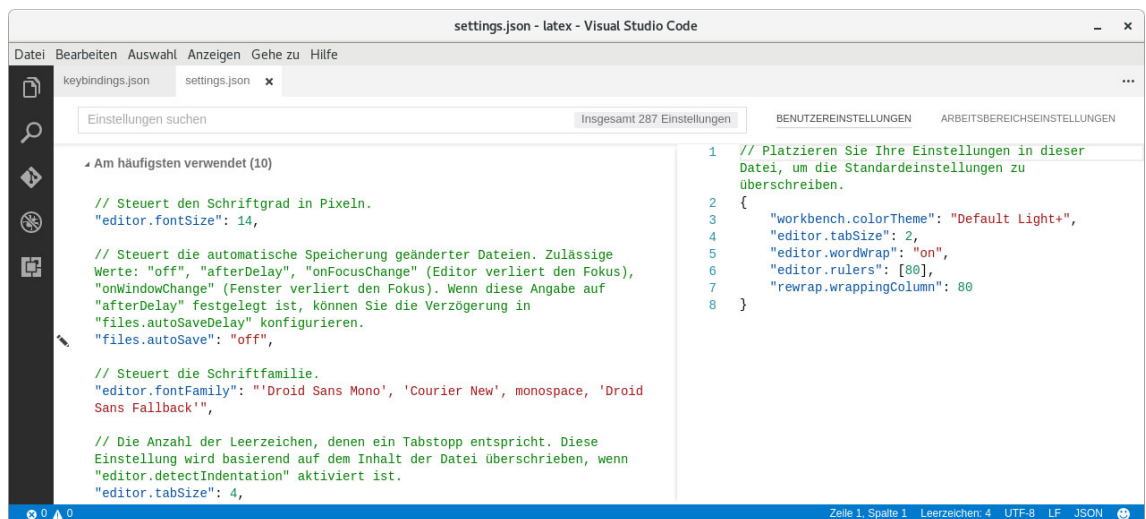 settings.json - latex - Visual Studio Code
Datei Bearbeiten Auswahl Anzeigen Gehe zu Hilfe
keybindings.json settings.json
Einstellungen suchen Insgesamt 287 Einstellungen BENUTZEREINSTELLUNGEN ARBEITSBEREICHSEINSTELLUNGEN
Am häufigsten verwendet (10)
// Steuert den Schriftgrad in Pixeln.
"editor.fontSize": 14,
// Steuert die automatische Speicherung geänderter Dateien. Zulässige
Werte: "off", "afterDelay", "onFocusChange" (Editor verliert den Fokus),
"onWindowChange" (Fenster verliert den Fokus). Wenn diese Angabe auf
"afterDelay" festgelegt ist, können Sie die Verzögerung in
"files.autoSaveDelay" konfigurieren.
"files.autoSave": "off",
// Steuert die Schriftfamilie.
"editor.fontFamily": "'Droid Sans Mono', 'Courier New', monospace, 'Droid
Sans Fallback'",
// Die Anzahl der Leerzeichen, denen ein Tabstopp entspricht. Diese
Einstellung wird basierend auf dem Inhalt der Datei überschrieben, wenn
"editor.detectIndentation" aktiviert ist.
"editor.tabSize": 4,
1 // Platzieren Sie Ihre Einstellungen in dieser
Datei, um die Standardeinstellungen zu
überschreiben.
2 {
3 "workbench.colorTheme": "Default Light+",
4 "editor.tabSize": 2,
5 "editor.wordWrap": "on",
6 "editor.rulers": [80],
7 "rewrap.wrappingColumn": 80
8 }
0 0 Zeile 1, Spalte 1 Leerzeichen: 4 UTF-8 LF JSON